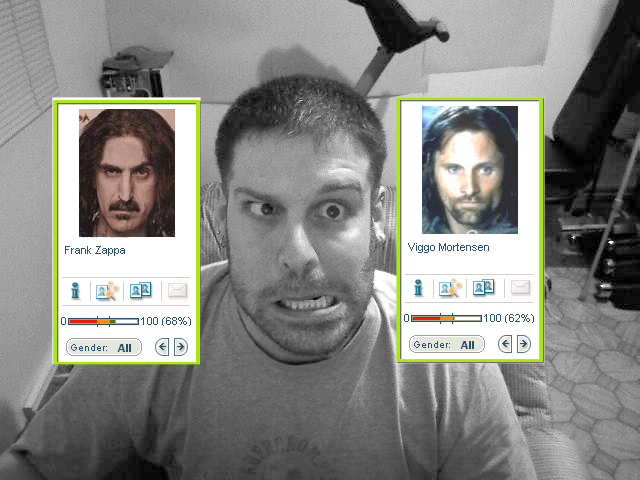 Frank Zappa
0 100 (68%)
Gender: All
Viggo Mortensen
0 100 (62%)
Gender: All